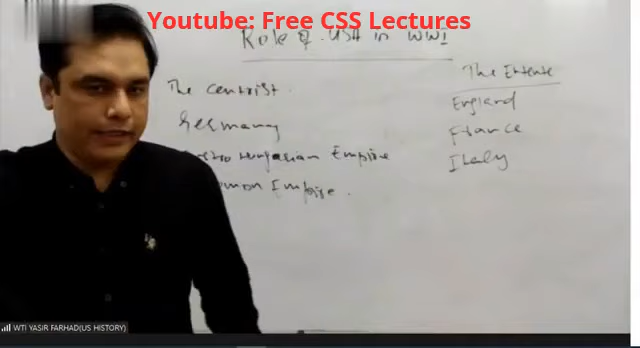 Youtube: Free CSS Lectures
Role of USA in WWI
The centrist.
Germany
Hungarian Empire
Empire.
The Entente
England
France
Italy
WTI YASIR FARHAD(US HISTORY)